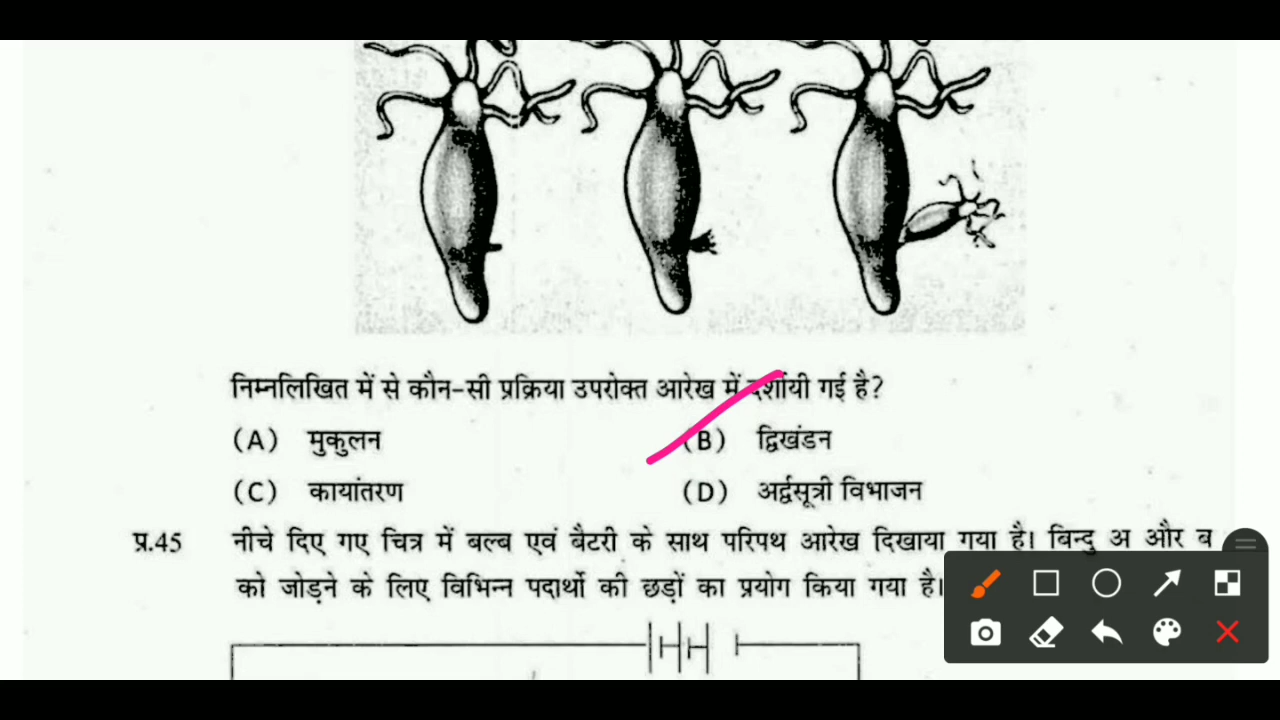 निम्नलिखित में से कौन-सी प्रक्रिया उपरोक्त आरेख में दर्शायी गई है?
(A) मुकुलन (B) द्विखंडन
(C) कायांतरण (D) अर्द्वसूत्री विभाजन
प्र.45 नीचे दिए गए चित्र में बल्ब एवं बैटरी के साथ परिपथ आरेख दिखाया गया है। बिन्दु अ और ब
को जोड़ने के लिए विभिन्न पदार्थो की छड़ों का प्रयोग किया गया है।